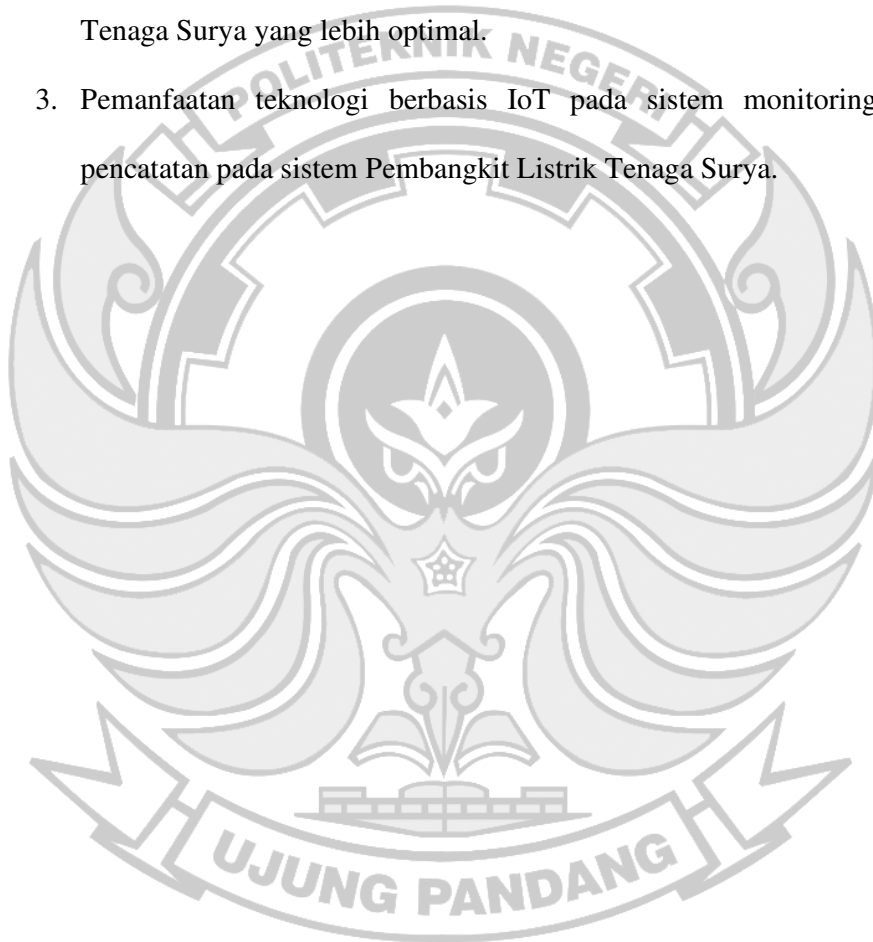 Tenaga Surya yang lebih optimal.
POLITEKNIK NEGERI
3. Pemanfaatan teknologi berbasis IoT pada sistem monitoring
pencatatan pada sistem Pembangkit Listrik Tenaga Surya.
UJUNG PANDANG